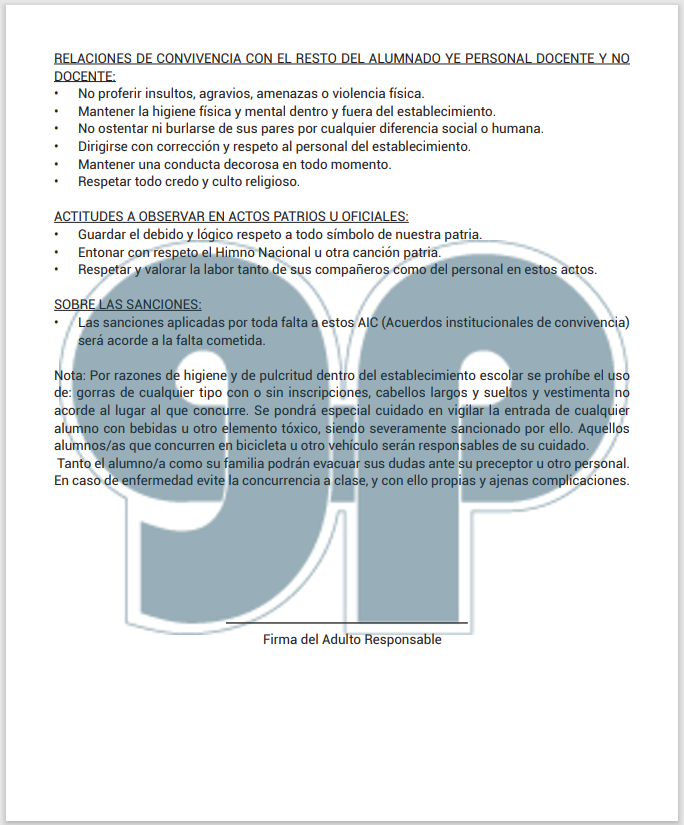 RELACIONES DE CONVIVENCIA CON EL RESTO DEL ALUMNADO YE PERSONAL DOCENTE Y NO
DOCENTE:
• No proferir insultos, agravios, amenazas o violencia física.
• Mantener la higiene física y mental dentro y fuera del establecimiento.
• No ostentar ni burlarse de sus pares por cualquier diferencia social o humana.
• Dirigirse con corrección y respeto al personal del establecimiento.
• Mantener una conducta decorosa en todo momento.
• Respetar todo credo y culto religioso.
ACTITUDES A OBSERVAR EN ACTOS PATRIOS U OFICIALES:
• Guardar el debido y lógico respeto a todo símbolo de nuestra patria.
• Entonar con respeto el Himno Nacional u otra canción patria.
• Respetar y valorar la labor tanto de sus compañeros como del personal en estos actos.
SOBRE LAS SANCIONES:
• Las sanciones aplicadas por toda falta a estos AIC (Acuerdos institucionales de convivencia)
será acorde a la falta cometida.
Nota: Por razones de higiene y de pulcritud dentro del establecimiento escolar se prohíbe el uso
de: gorras de cualquier tipo con o sin inscripciones, cabellos largos y sueltos y vestimenta no
acorde al lugar al que concurre. Se pondrá especial cuidado en vigilar la entrada de cualquier
alumno con bebidas u otro elemento tóxico, siendo severamente sancionado por ello. Aquellos
alumnos/as que concurren en bicicleta u otro vehículo serán responsables de su cuidado.
Tanto el alumno/a como su familia podrán evacuar sus dudas ante su preceptor u otro personal.
En caso de enfermedad evite la concurrencia a clase, y con ello propias y ajenas complicaciones.
gp
Firma del Adulto Responsable